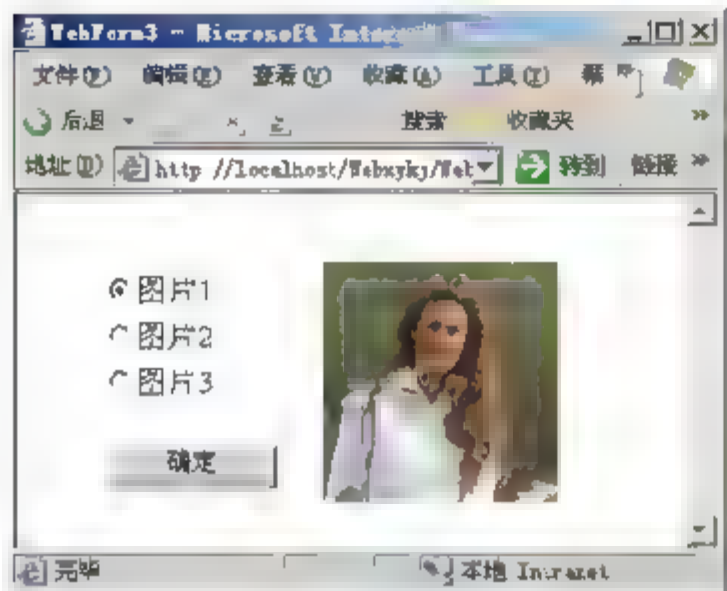 WebForm3 - Microsoft
文件(F) 编辑(E) 查看(V) 收藏(A) 工具(T)
后退 搜索 收藏夹
地址(D) http //localhost/Webxykj/Wet 转到 链接
图片1
图片2
图片3
确定
完毕 本地 Intranet